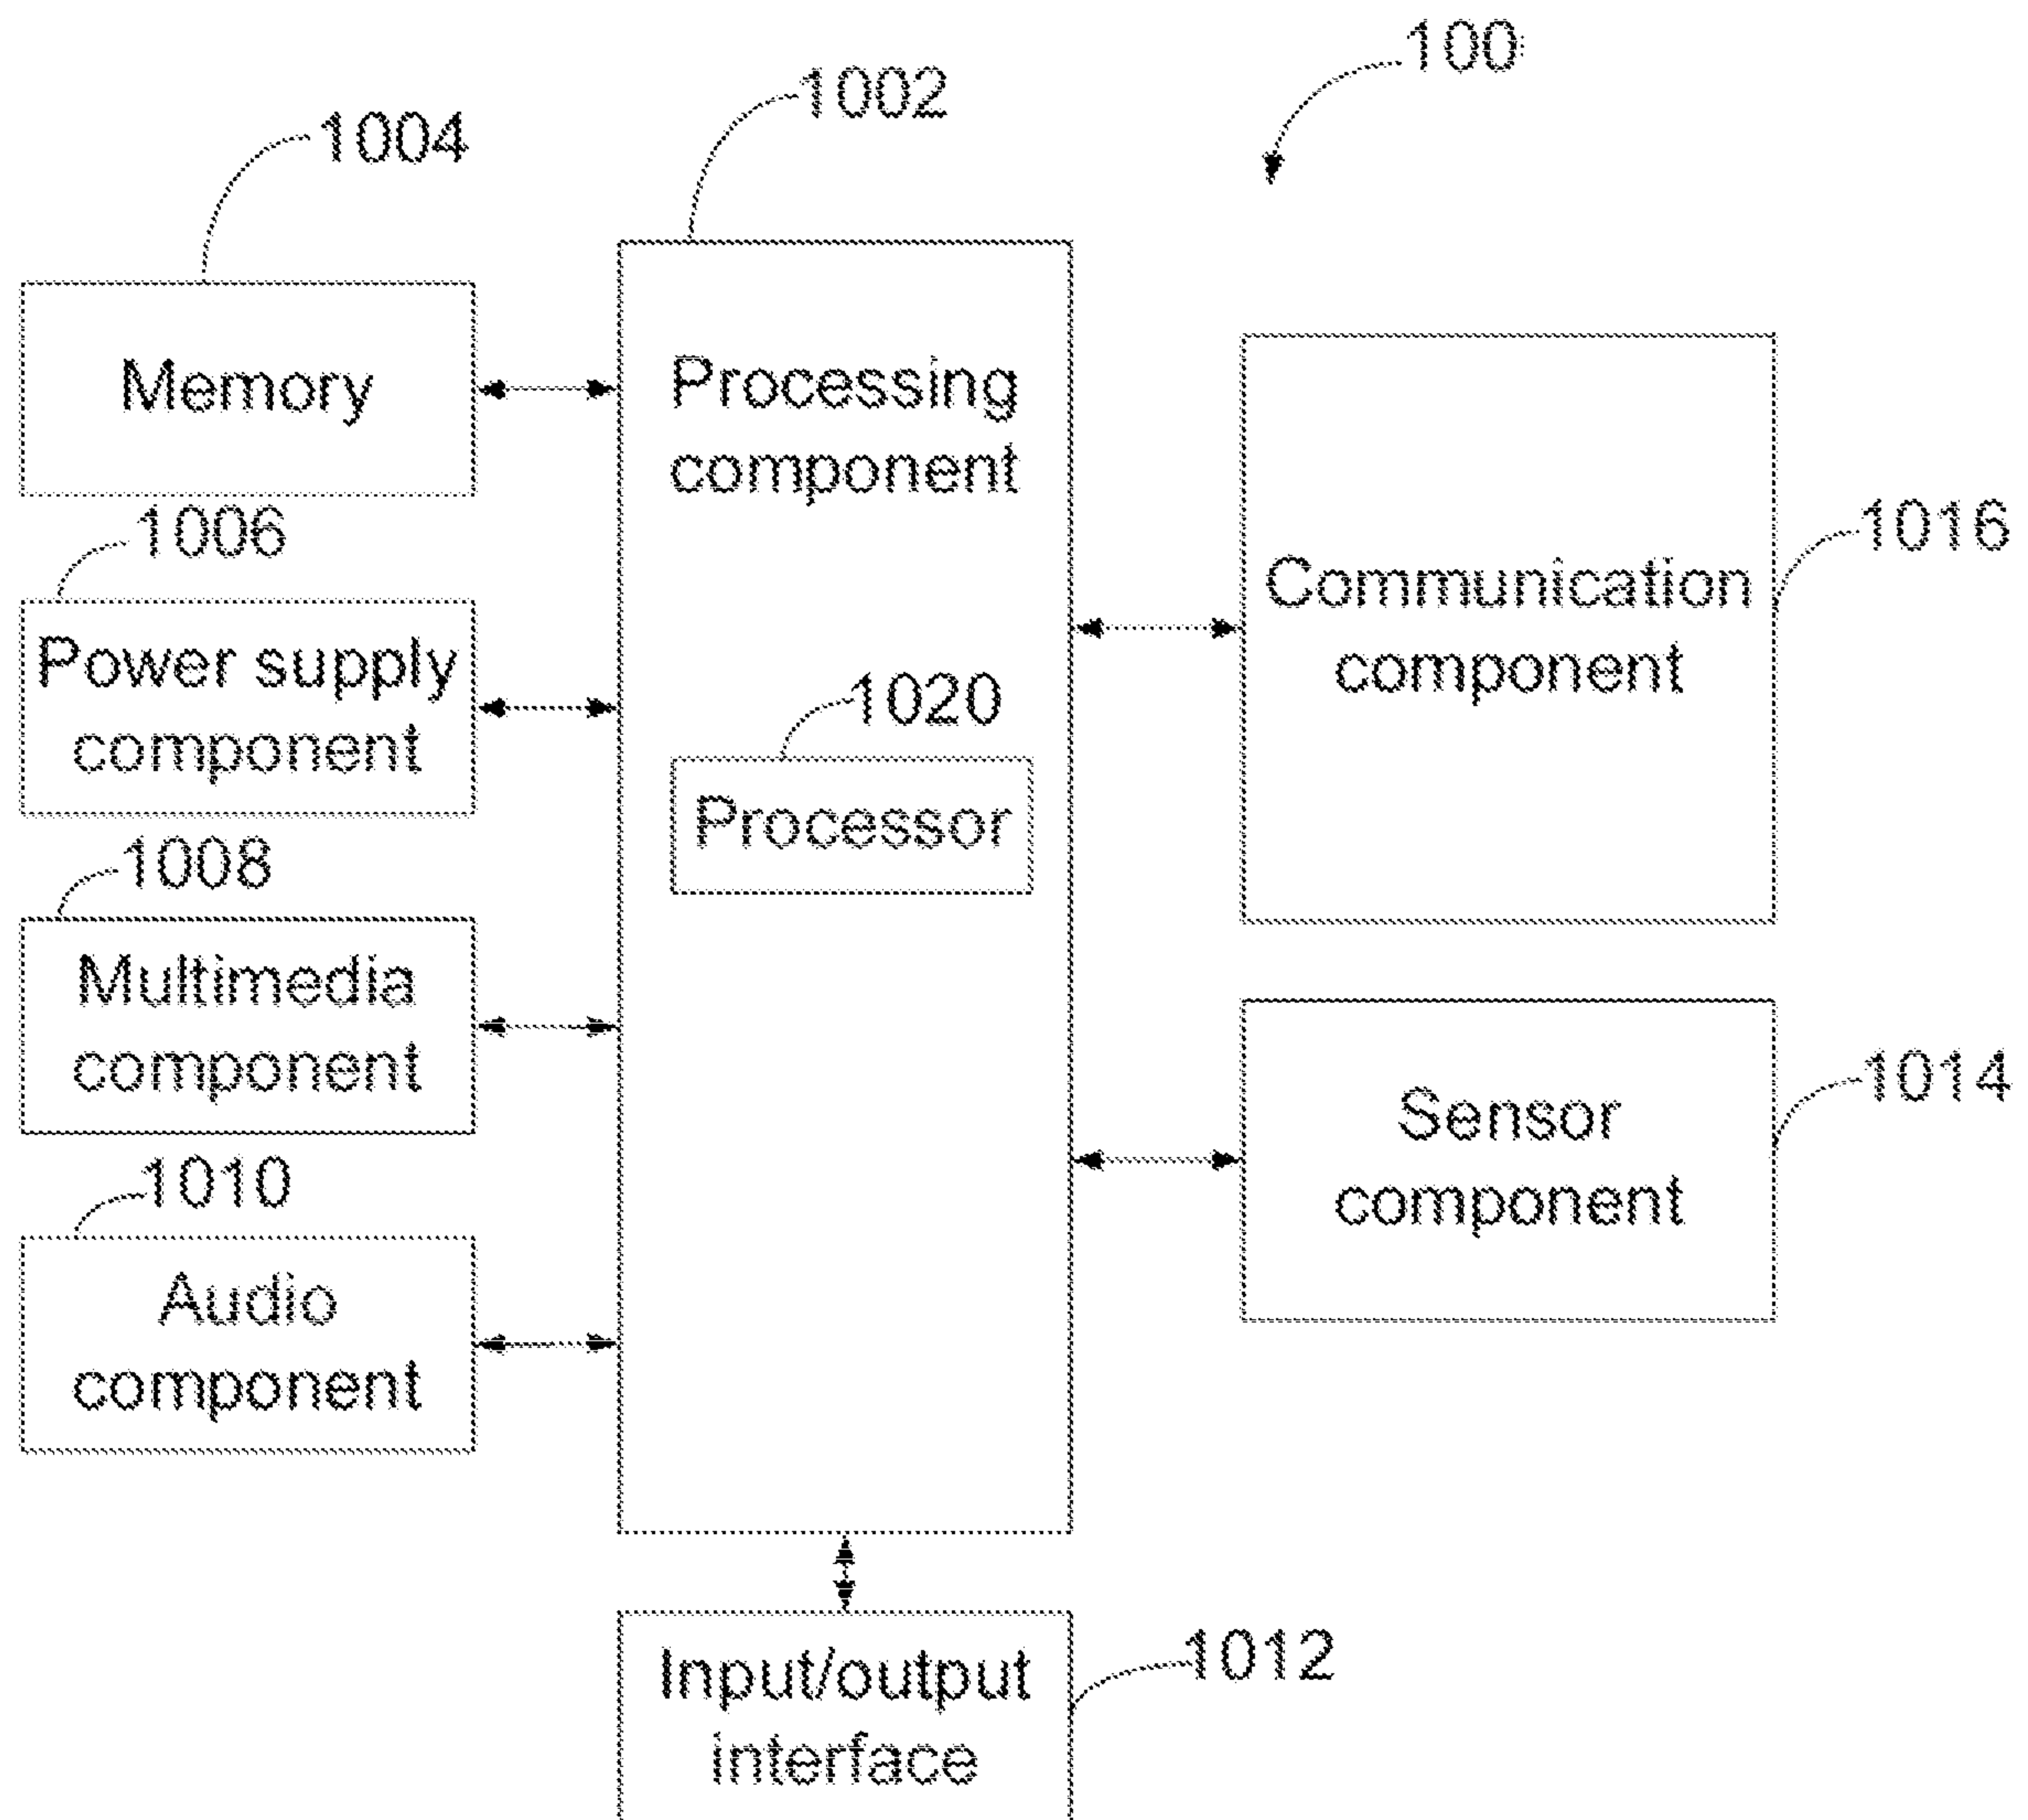 100
1002
1004
Memory
Processing
component
1006
Power supply
component
1020
Processor
Communication
component
1016
1008
Multimedia
component
1010
Audio
component
Sensor
component
1014
Input/output
interface
1012